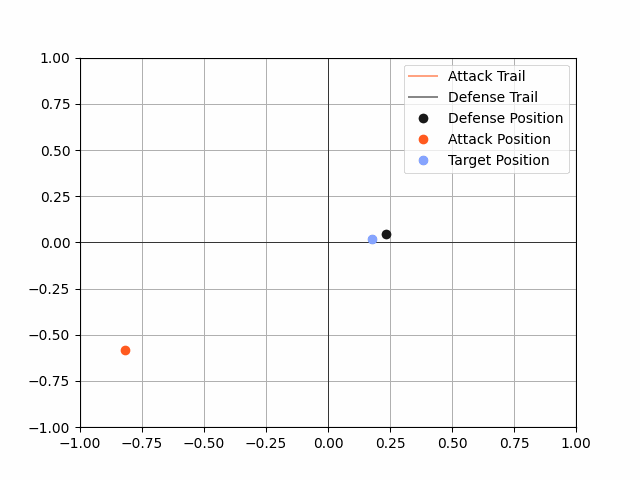 1.00
0.75
0.50
0.25
0.00
−0.25
−0.50
−0.75
−1.00
−1.00 −0.75 −0.50 −0.25 0.00 0.25 0.50 0.75 1.00
Attack Trail
Defense Trail
Defense Position
Attack Position
Target Position